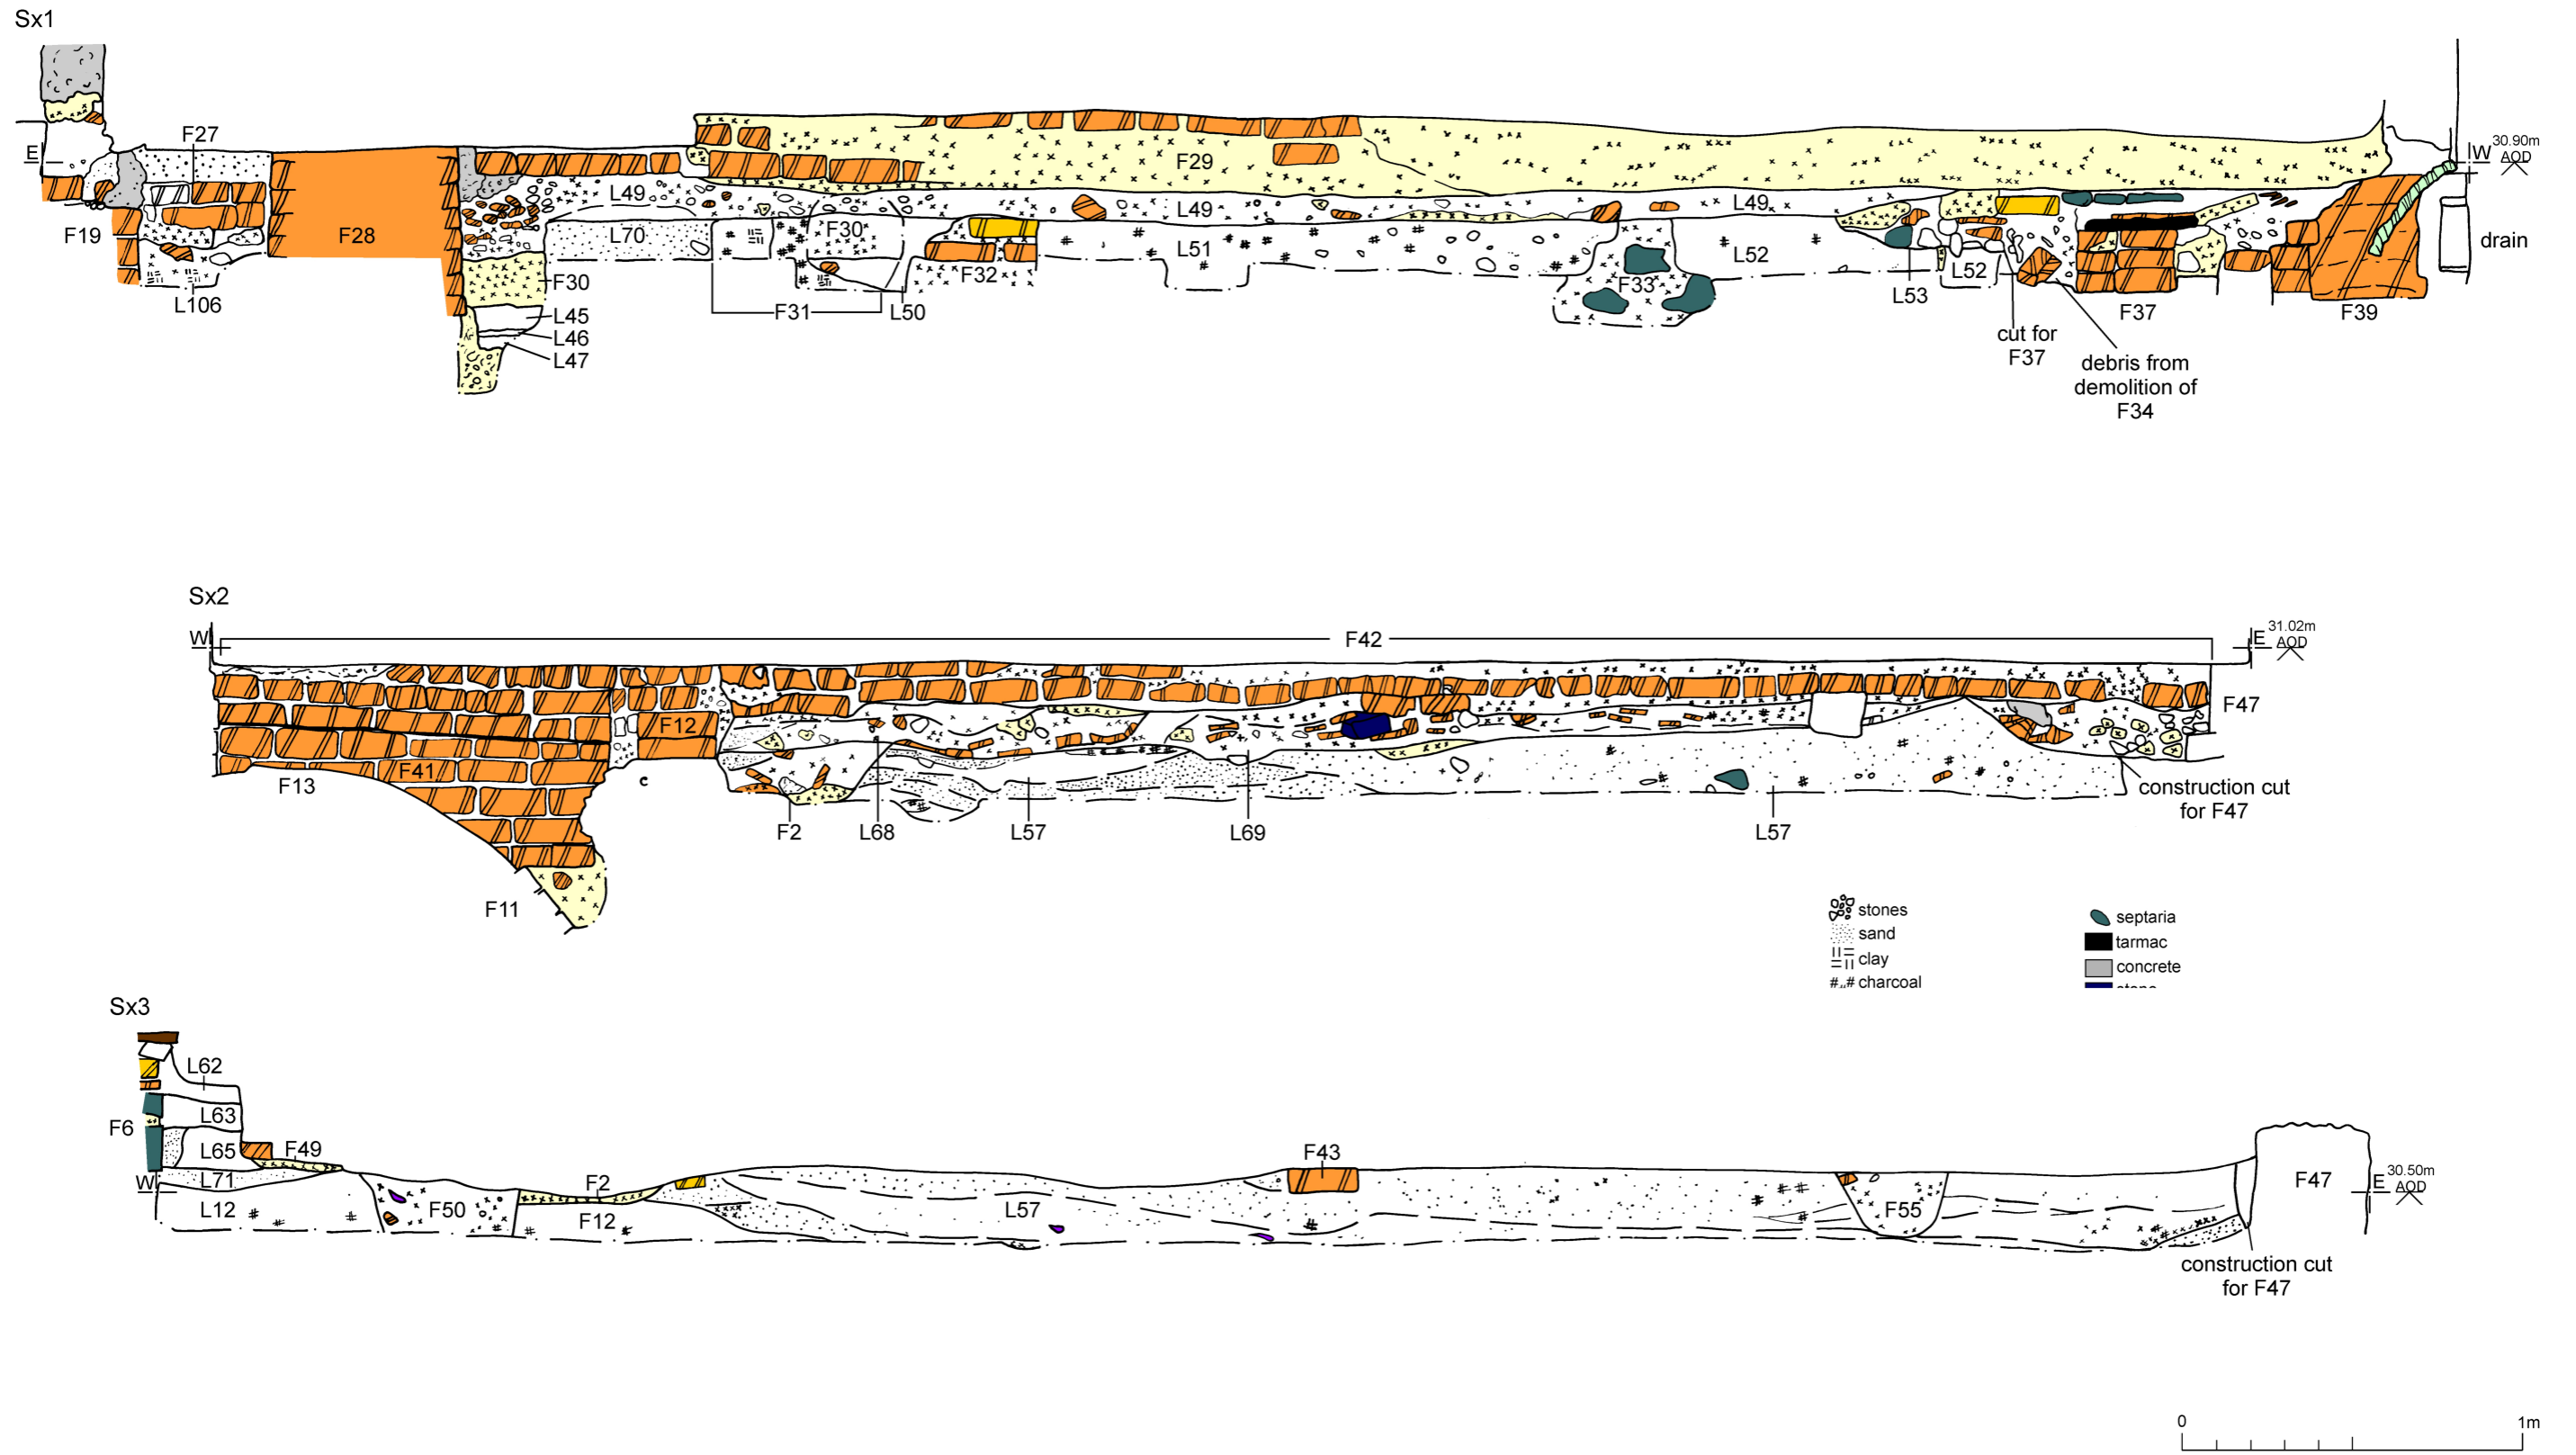 Sx1
F27
E
F19
L106
F28
L49
L70
F30
L45
L46
L47
F30
F31
L50
F32
F29
L49
L51
F33
L49
L52
L53
L52
cut for
F37
debris from
demolition of
F34
F37
F39
W
30.90m
AOD
drain
Sx2
W
F42
E
31.02m
AOD
F13
F41
F12
c
F11
F2
L68
L57
L69
L57
F47
construction cut
for F47
stones
sand
clay
charcoal
septaria
tarmac
concrete
Sx3
L62
L63
F6
L65
F49
L71
W
L12
F50
F2
F12
L57
F43
F55
F47
E
30.50m
AOD
construction cut
for F47
0
1m